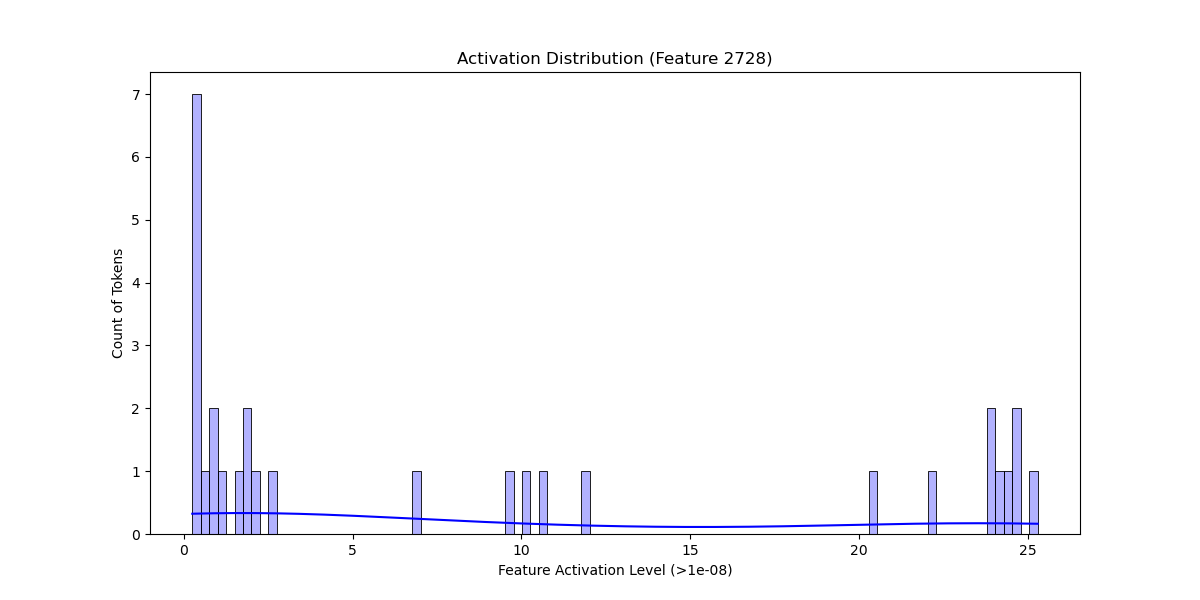 Activation Distribution (Feature 2728)
7
6
5
4
3
2
1
0
Count of Tokens
0 5 10 15 20 25
Feature Activation Level (>1e-08)